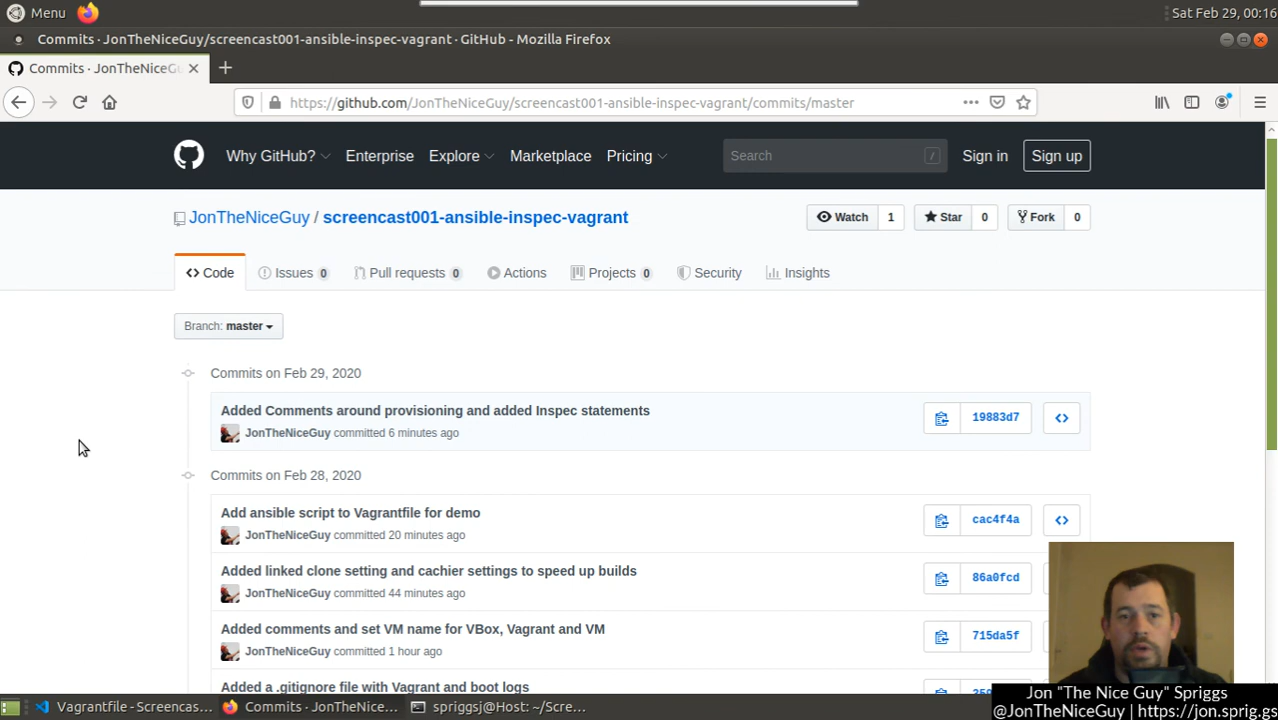 Menu
Sat Feb 29, 00:16
Commits · JonTheNiceGuy/screencast001-ansible-inspec-vagrant · GitHub - Mozilla Firefox
Commits · JonTheNiceGu
https://github.com/JonTheNiceGuy/screencast001-ansible-inspec-vagrant/commits/master
Why GitHub? Enterprise Explore Marketplace Pricing Search / Sign in Sign up
JonTheNiceGuy / screencast001-ansible-inspec-vagrant Watch 1 Star 0 Fork 0
Code Issues 0 Pull requests 0 Actions Projects 0 Security Insights
Branch: master
Commits on Feb 29, 2020
Added Comments around provisioning and added Inspec statements
19883d7
JonTheNiceGuy committed 6 minutes ago
Commits on Feb 28, 2020
Add ansible script to Vagrantfile for demo
cac4f4a
JonTheNiceGuy committed 20 minutes ago
Added linked clone setting and cachier settings to speed up builds
86a0fcd
JonTheNiceGuy committed 44 minutes ago
Added comments and set VM name for VBox, Vagrant and VM
715da5f
JonTheNiceGuy committed 1 hour ago
Added a .gitignore file with Vagrant and boot logs
Vagrantfile - Screencas... Commits · JonTheNice... spriggsj@Host: ~/Scre...
Jon "The Nice Guy" Spriggs
@JonTheNiceGuy | https://jon.sprig.gs